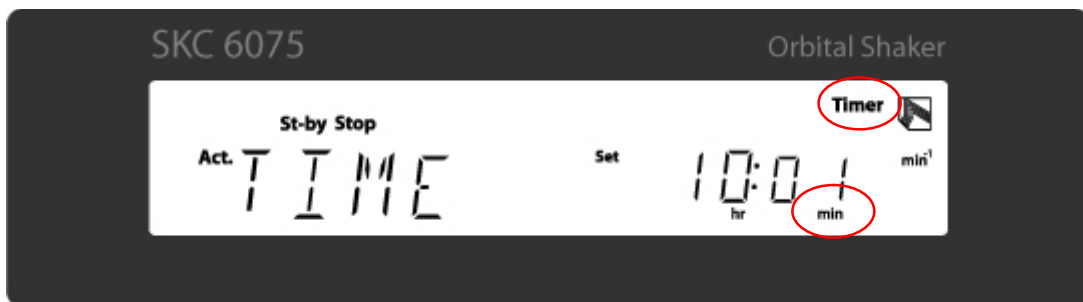 SKC 6075 Orbital Shaker
Timer
St-by Stop
Act. TIME Set 10:01 min⁻¹
hr min